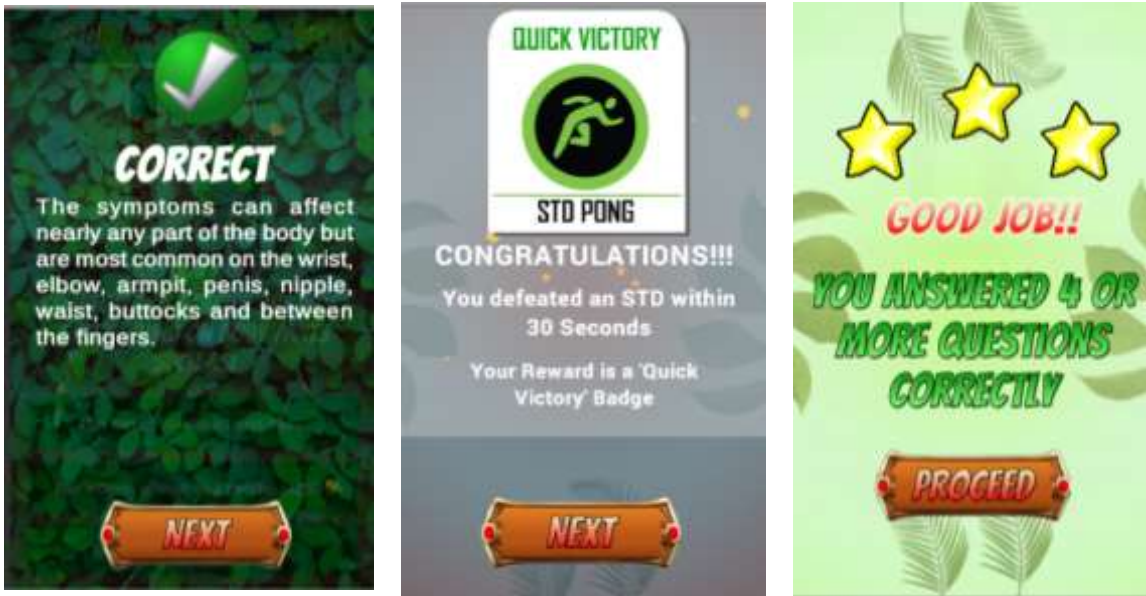 CORRECT
The symptoms can affect
nearly any part of the body but
are most common on the wrist,
elbow, armpit, penis, nipple,
waist, buttocks and between
the fingers.
NEXT
QUICK VICTORY
STD PONG
CONGRATULATIONS!!!
You defeated an STD within
30 Seconds
Your Reward is a 'Quick
Victory' Badge
NEXT
GOOD JOB!!
YOU ANSWERED 4 OR
MORE QUESTIONS
CORRECTLY
PROCEED